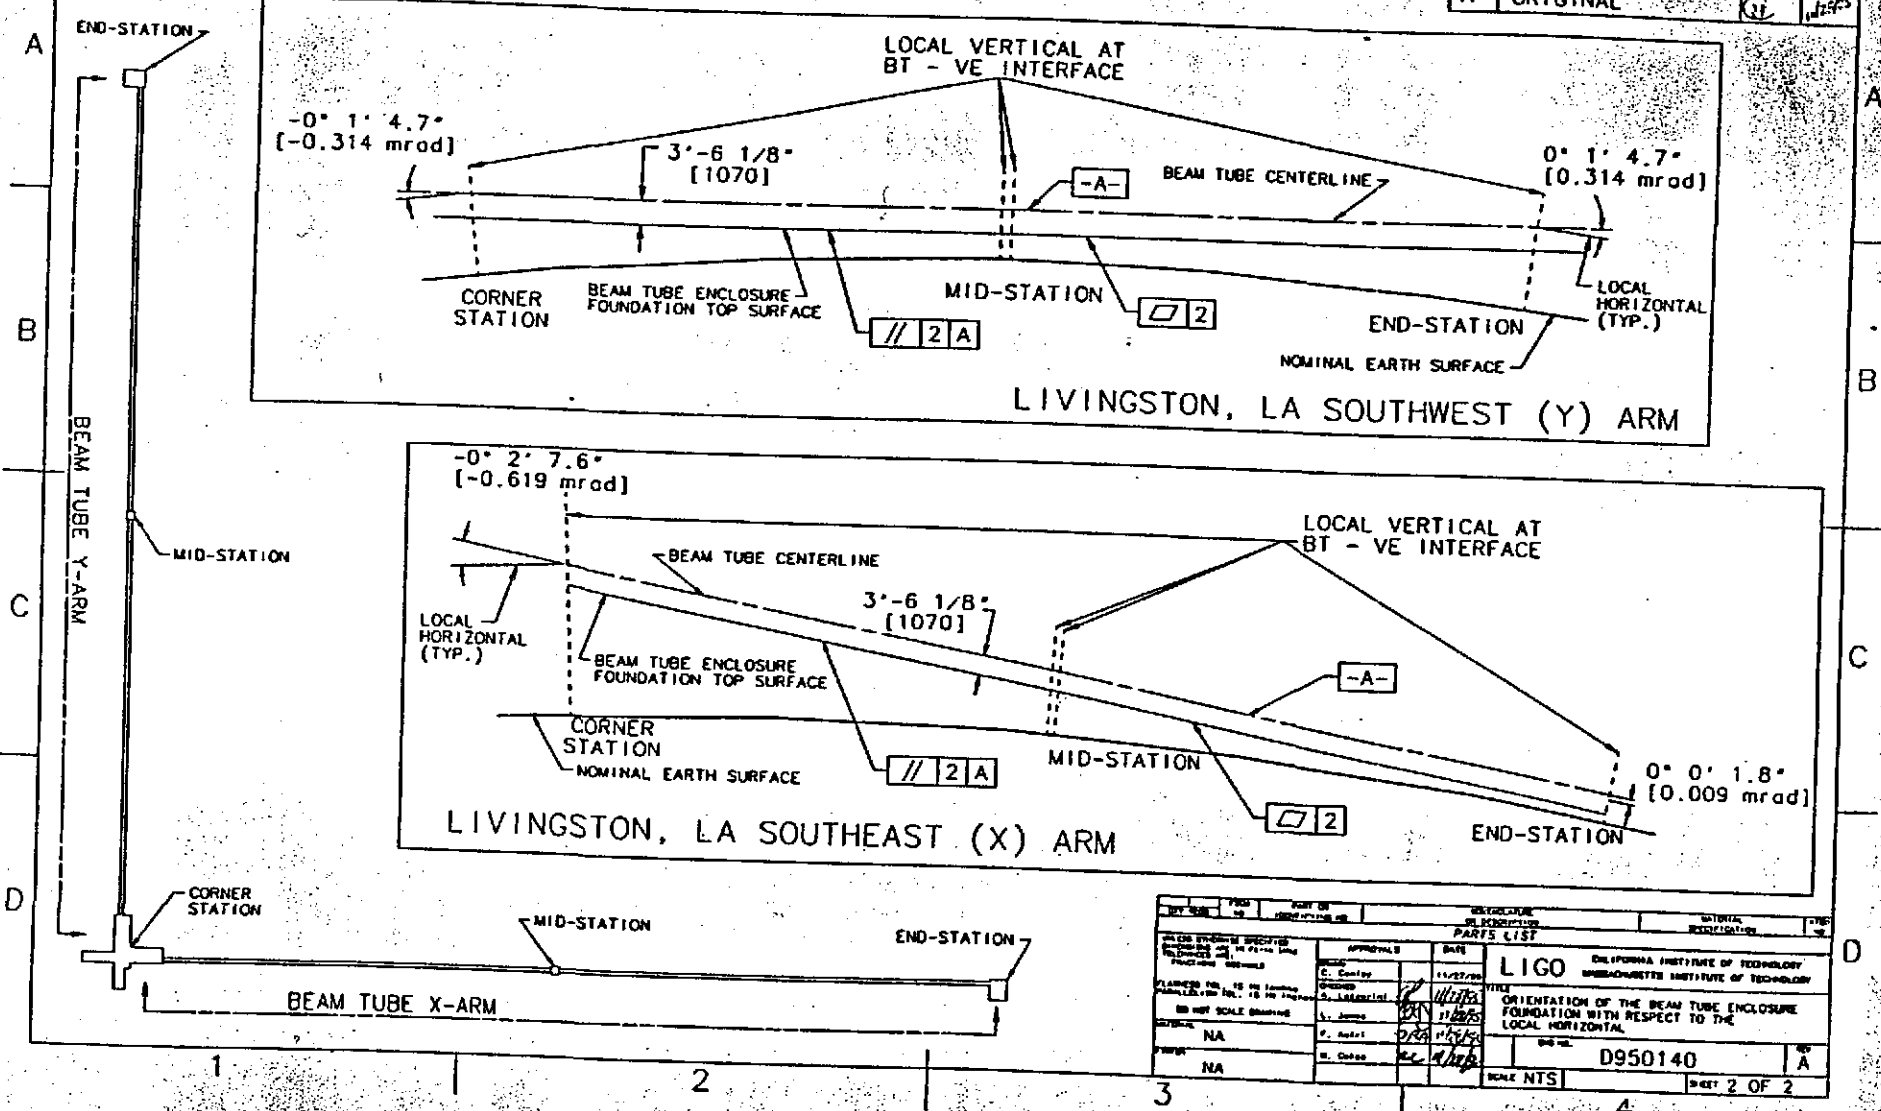 A ORIGINAL
A
A
END-STATION
LOCAL VERTICAL AT
BT - VE INTERFACE
-0° 1' 4.7"
[-0.314 mrad]
3'-6 1/8"
[1070]
-A-
BEAM TUBE CENTERLINE
0° 1' 4.7"
[0.314 mrad]
CORNER
STATION
BEAM TUBE ENCLOSURE
FOUNDATION TOP SURFACE
MID-STATION
// 2 A
⏥ 2
END-STATION
LOCAL
HORIZONTAL
(TYP.)
NOMINAL EARTH SURFACE
LIVINGSTON, LA SOUTHWEST (Y) ARM
B
B
BEAM TUBE Y-ARM
MID-STATION
-0° 2' 7.6"
[-0.619 mrad]
LOCAL VERTICAL AT
BT - VE INTERFACE
BEAM TUBE CENTERLINE
3'-6 1/8"
[1070]
LOCAL
HORIZONTAL
(TYP.)
BEAM TUBE ENCLOSURE
FOUNDATION TOP SURFACE
-A-
C
C
CORNER
STATION
NOMINAL EARTH SURFACE
// 2 A
MID-STATION
⏥ 2
0° 0' 1.8"
[0.009 mrad]
END-STATION
LIVINGSTON, LA SOUTHEAST (X) ARM
D
D
CORNER
STATION
MID-STATION
END-STATION
BEAM TUBE X-ARM
PARTS LIST
APPROVALS DATE
C. Conley
DO NOT SCALE DRAWING
NA
NA
LIGO
CALIFORNIA INSTITUTE OF TECHNOLOGY
MASSACHUSETTS INSTITUTE OF TECHNOLOGY
TITLE
ORIENTATION OF THE BEAM TUBE ENCLOSURE
FOUNDATION WITH RESPECT TO THE
LOCAL HORIZONTAL
D950140
A
SCALE NTS
SHEET 2 OF 2
1
2
3
4